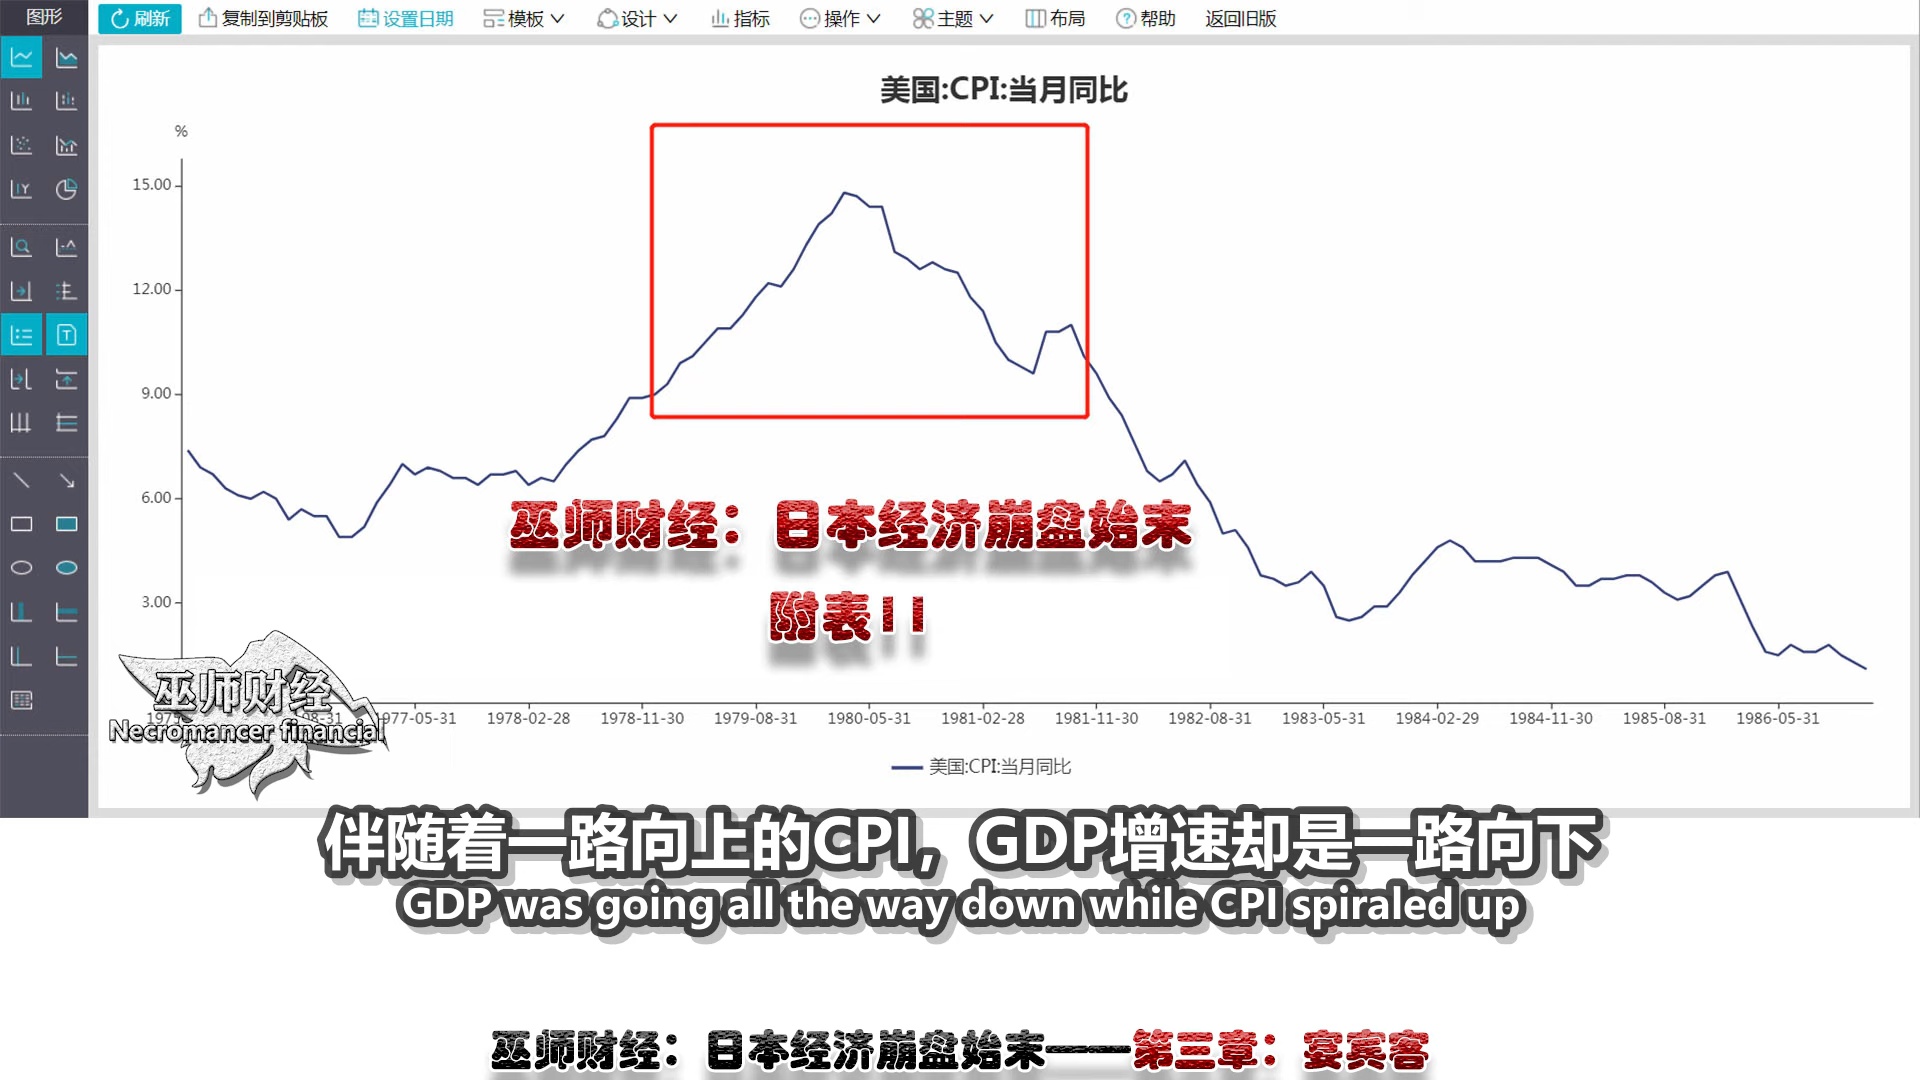 图形 刷新 复制到剪贴板 设置日期 模板 设计 指标 操作 主题 布局 帮助 返回旧版
美国:CPI:当月同比
%
15.00
12.00
9.00
6.00
3.00
巫师财经：日本经济崩盘始末
附表11
巫师财经
Necromancer financial
1978-02-28 1978-11-30 1979-08-31 1980-05-31 1981-02-28 1981-11-30 1982-08-31 1983-05-31 1984-02-29 1984-11-30 1985-08-31 1986-05-31
美国:CPI:当月同比
伴随着一路向上的CPI，GDP增速却是一路向下
GDP was going all the way down while CPI spiraled up
巫师财经：日本经济崩盘始末——第三章：宴宾客